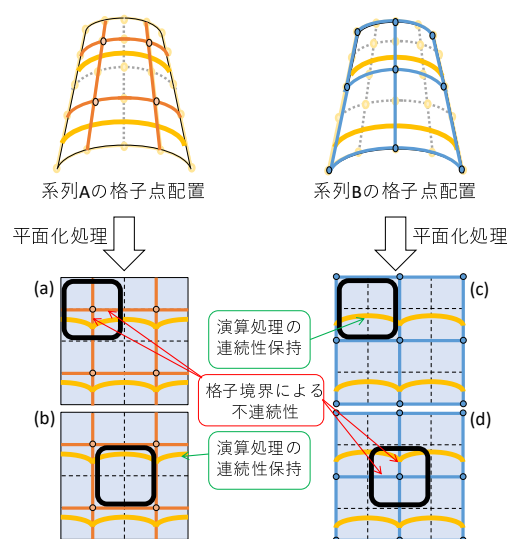 系列Aの格子点配置
系列Bの格子点配置
平面化処理
平面化処理
(a)
(c)
演算処理の
連続性保持
格子境界による
不連続性
(b)
(d)
演算処理の
連続性保持